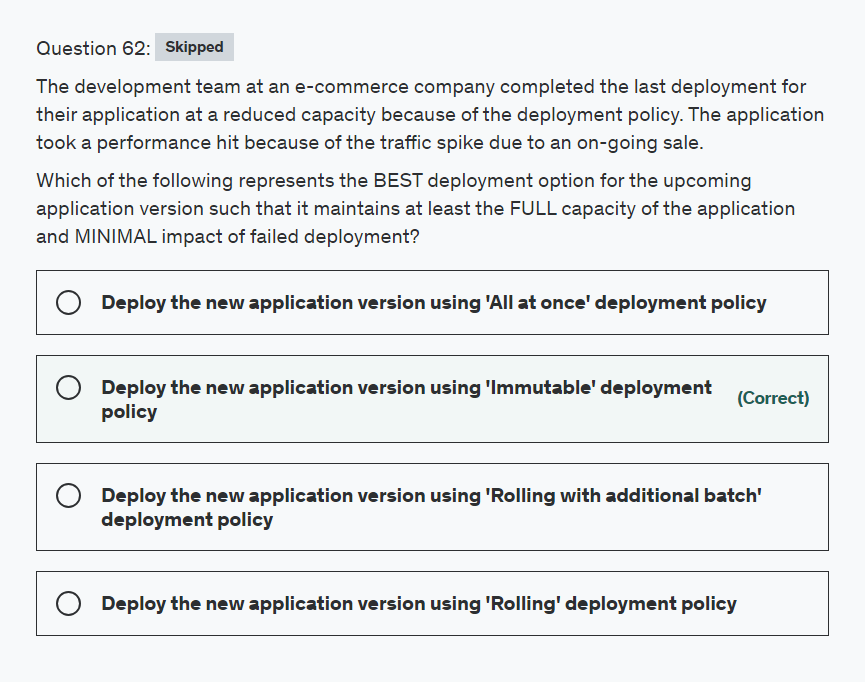 Question 62: Skipped
The development team at an e-commerce company completed the last deployment for
their application at a reduced capacity because of the deployment policy. The application
took a performance hit because of the traffic spike due to an on-going sale.
Which of the following represents the BEST deployment option for the upcoming
application version such that it maintains at least the FULL capacity of the application
and MINIMAL impact of failed deployment?
Deploy the new application version using 'All at once' deployment policy
Deploy the new application version using 'Immutable' deployment
policy
(Correct)
Deploy the new application version using 'Rolling with additional batch'
deployment policy
Deploy the new application version using 'Rolling' deployment policy